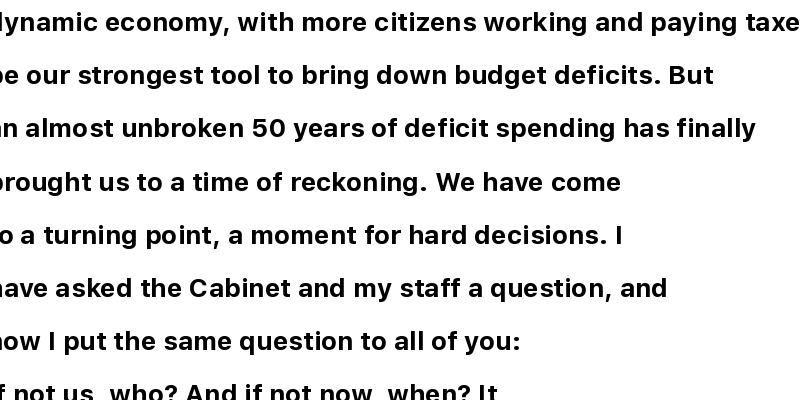 dynamic economy, with more citizens working and paying taxe
be our strongest tool to bring down budget deficits. But
an almost unbroken 50 years of deficit spending has finally
brought us to a time of reckoning. We have come
to a turning point, a moment for hard decisions. I
have asked the Cabinet and my staff a question, and
now I put the same question to all of you:
if not us, who? And if not now, when? It